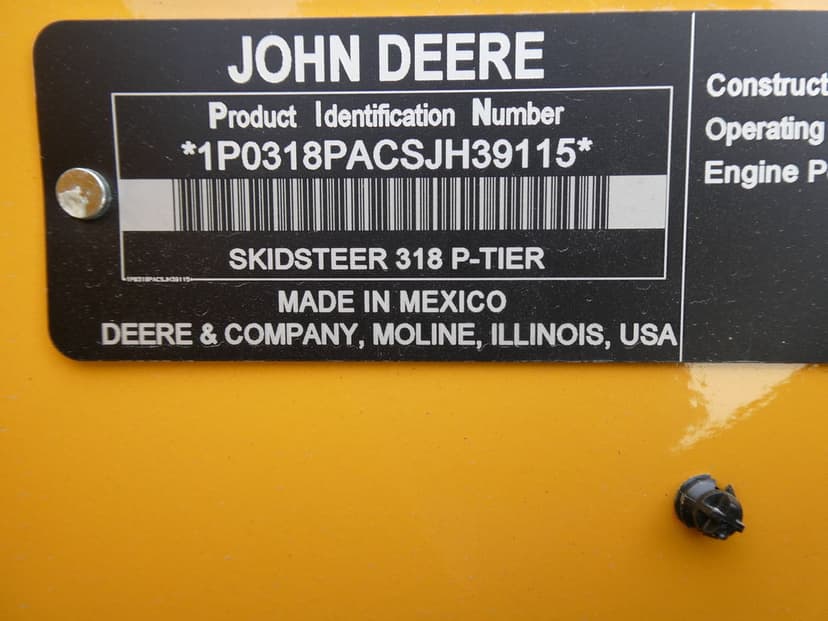 JOHN DEERE
Product Identification Number
*1P0318PACSJH39115*
SKIDSTEER 318 P-TIER
MADE IN MEXICO
DEERE & COMPANY, MOLINE, ILLINOIS, USA
Construct
Operating
Engine P